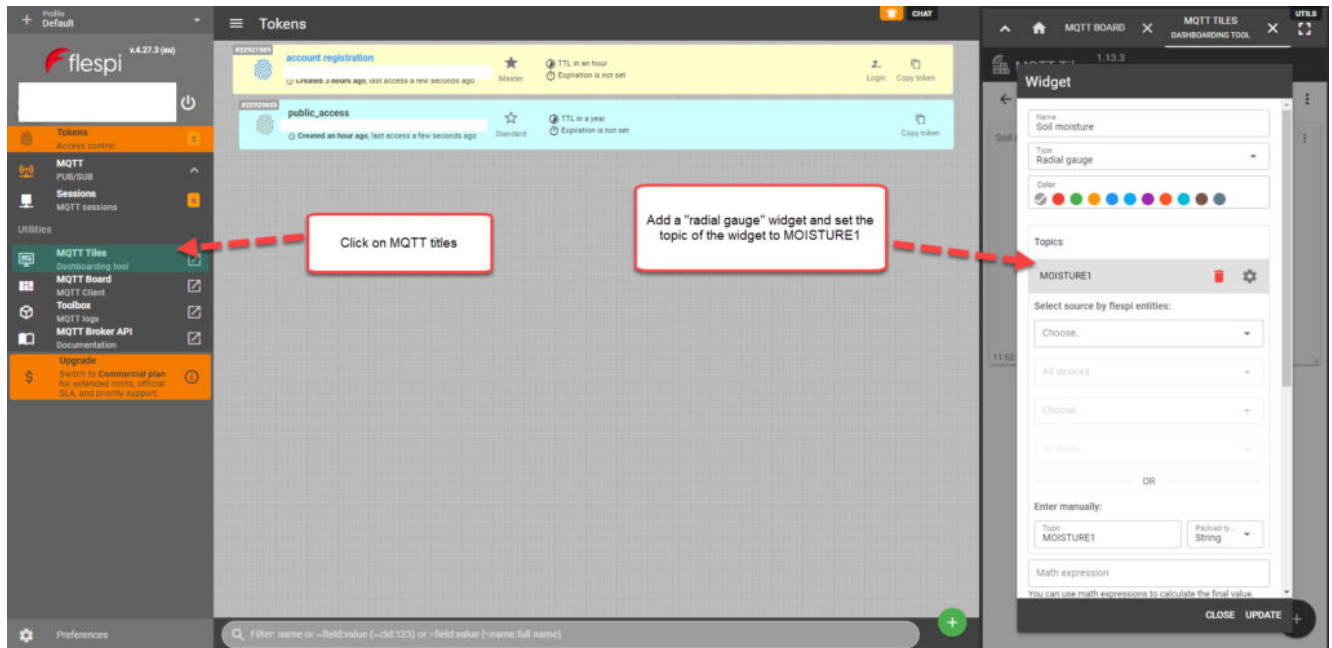 Profile
Default
flespi
v.4.27.3 (eu)
Tokens
Access control
3
MQTT
PUB/SUB
Sessions
MQTT sessions
6
Utilities
MQTT Tiles
Dashboarding tool
MQTT Board
MQTT Client
Toolbox
MQTT logs
MQTT Broker API
Documentation
Upgrade
Switch to Commercial plan
for extended limits, official
SLA, and priority support
Preferences
Tokens
CHAT
account registration
Created 3 hours ago, last access a few seconds ago
Master
TTL in an hour
Expiration is not set
Login
Copy token
public_access
Created an hour ago, last access a few seconds ago
Standard
TTL in a year
Expiration is not set
Copy token
Click on MQTT titles
Add a "radial gauge" widget and set the
topic of the widget to MOISTURE1
Filter: name or ~field:value (~cid:123) or =field:value (=name:full name)
MQTT BOARD
MQTT TILES
DASHBOARDING TOOL
UTILS
1.13.3
Widget
Name
Soil moisture
Type
Radial gauge
Color
Topics
MOISTURE1
Select source by flespi entities:
Choose..
All devices
Choose..
OR
Enter manually:
Topic
MOISTURE1
Payload ty..
String
Math expression
You can use math expressions to calculate the final value.
CLOSE
UPDATE